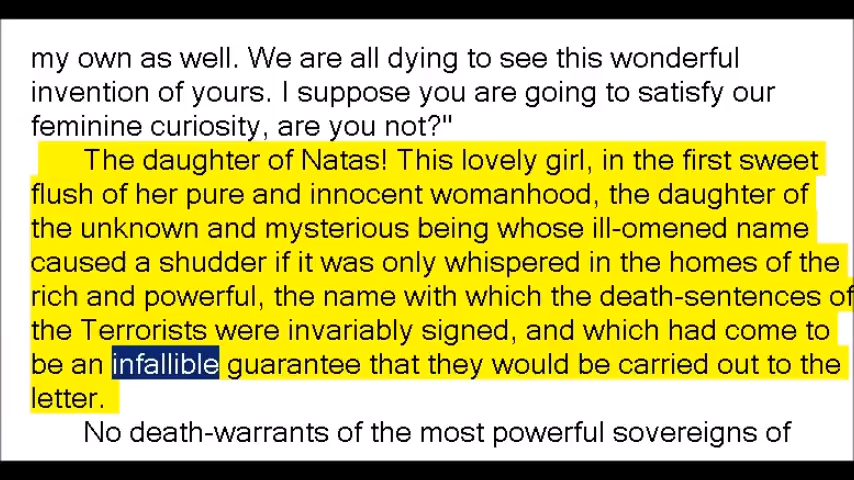 my own as well. We are all dying to see this wonderful
invention of yours. I suppose you are going to satisfy our
feminine curiosity, are you not?"
The daughter of Natas! This lovely girl, in the first sweet
flush of her pure and innocent womanhood, the daughter of
the unknown and mysterious being whose ill-omened name
caused a shudder if it was only whispered in the homes of the
rich and powerful, the name with which the death-sentences of
the Terrorists were invariably signed, and which had come to
be an infallible guarantee that they would be carried out to the
letter.
No death-warrants of the most powerful sovereigns of